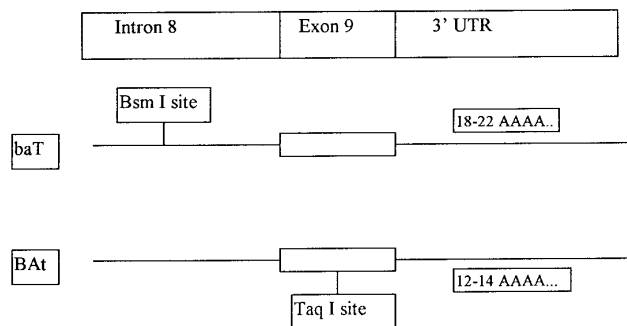 Intron 8 Exon 9 3’ UTR
Bsm I site
18-22 AAAA..
baT
BAt
12-14 AAAA...
Taq I site